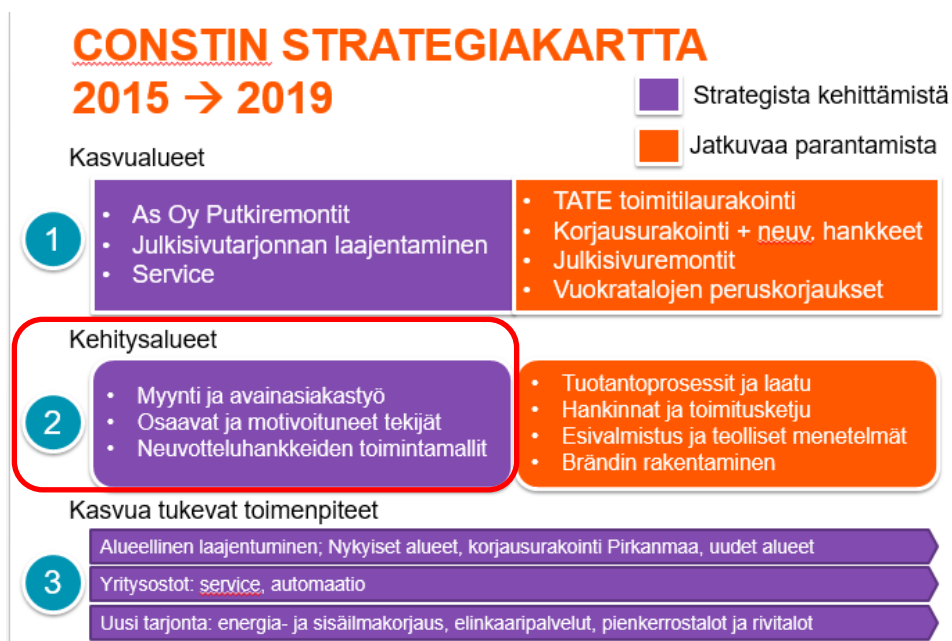 CONSTIN STRATEGIAKARTTA
2015 → 2019
Strategista kehittämistä
Jatkuvaa parantamista
Kasvualueet
1
• As Oy Putkiremontit
• Julkisivutarjonnan laajentaminen
• Service
• TATE toimitilaurakointi
• Korjausurakointi + neuv. hankkeet
• Julkisivuremontit
• Vuokratalojen peruskorjaukset
Kehitysalueet
2
• Myynti ja avainasiakastyö
• Osaavat ja motivoituneet tekijät
• Neuvotteluhankkeiden toimintamallit
• Tuotantoprosessit ja laatu
• Hankinnat ja toimitusketju
• Esivalmistus ja teolliset menetelmät
• Brändin rakentaminen
Kasvua tukevat toimenpiteet
3
Alueellinen laajentuminen; Nykyiset alueet, korjausurakointi Pirkanmaa, uudet alueet
Yritysostot: service, automaatio
Uusi tarjonta: energia- ja sisäilmakorjaus, elinkaaripalvelut, pienkerrostalot ja rivitalot